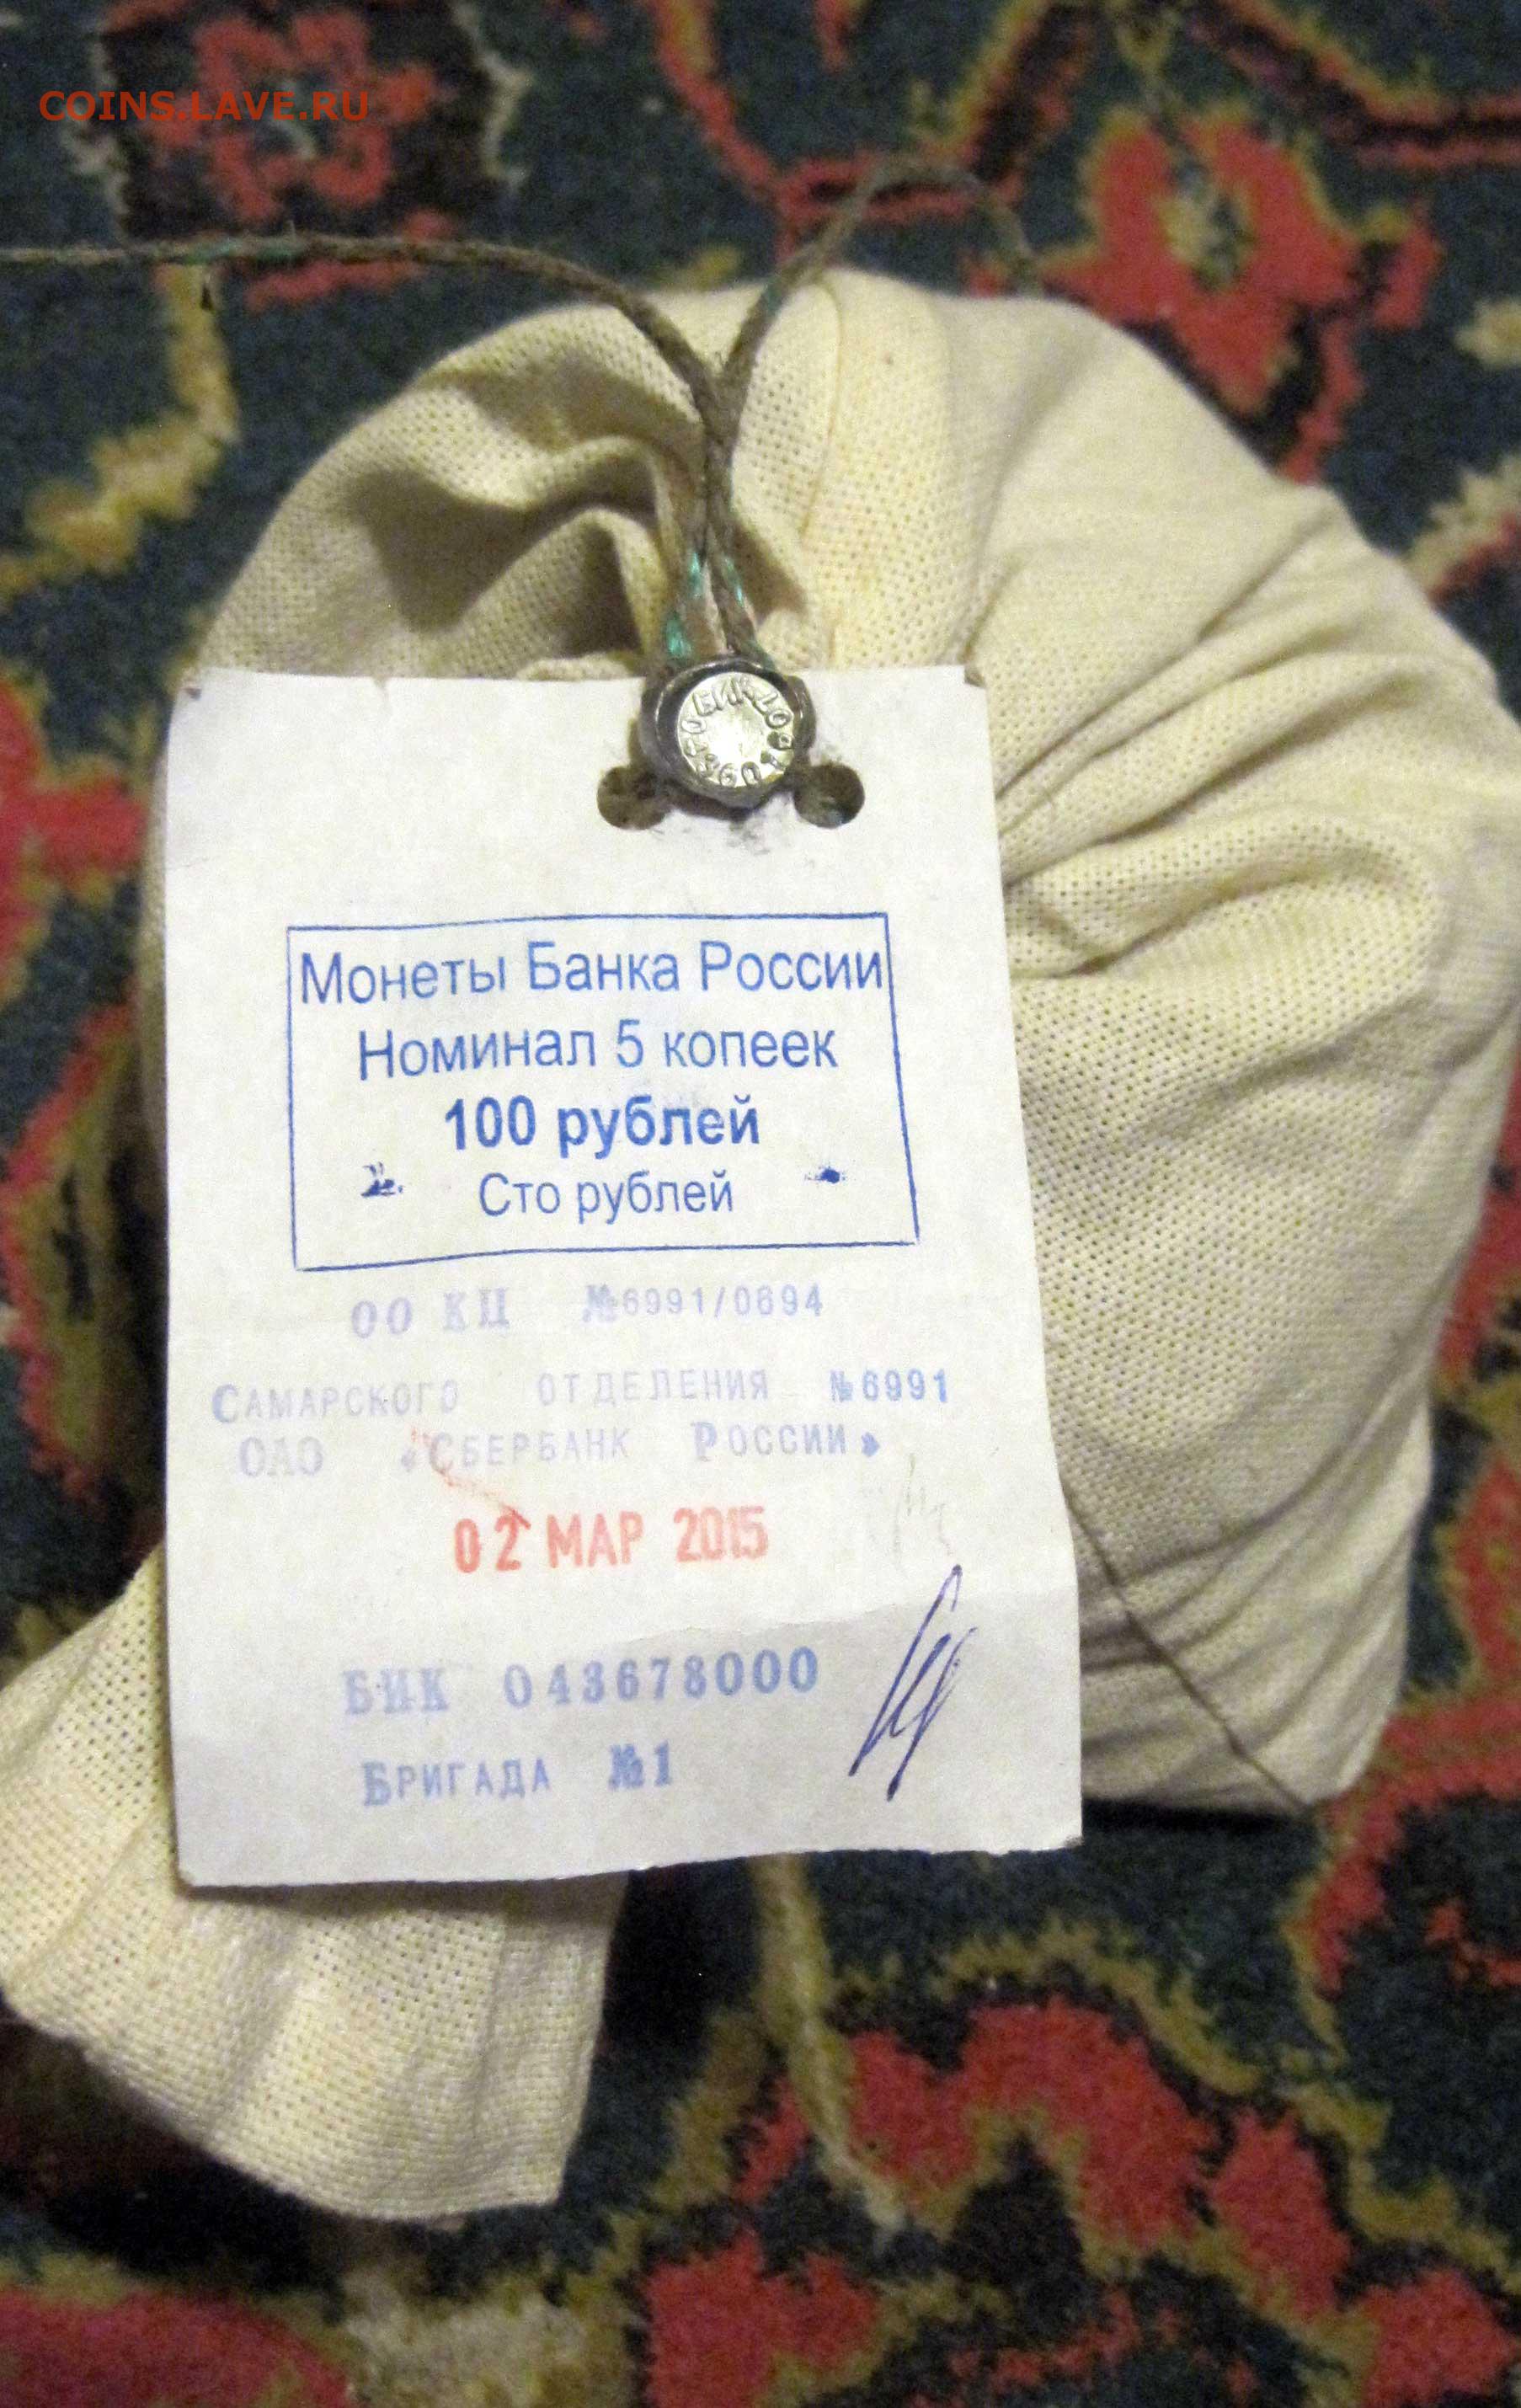 COINS.LAVE.RU
Монеты Банка России
Номинал 5 копеек
100 рублей
Сто рублей
ОО КЦ №6991/0694
САМАРСКОГО ОТДЕЛЕНИЯ №6991
ОАО «СБЕРБАНК РОССИИ»
02 МАР 2015
БИК 043678000
БРИГАДА №1